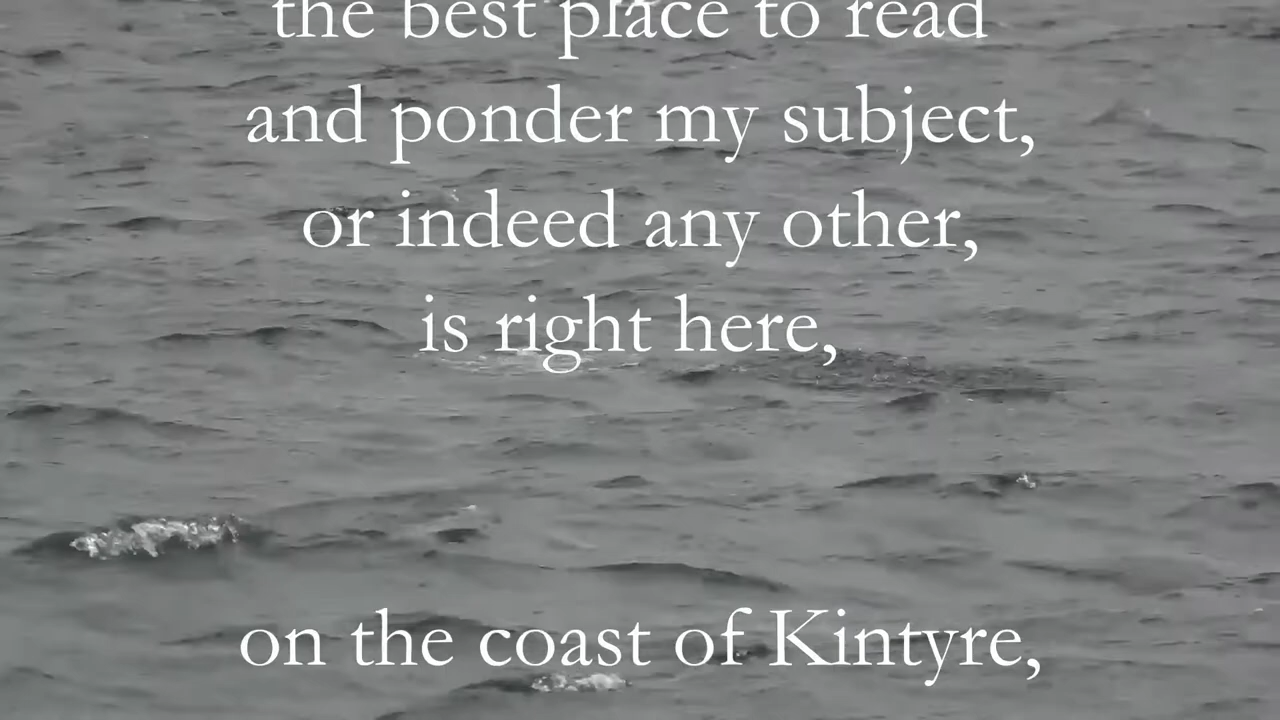 the best place to read
and ponder my subject,
or indeed any other,
is right here,
on the coast of Kintyre,